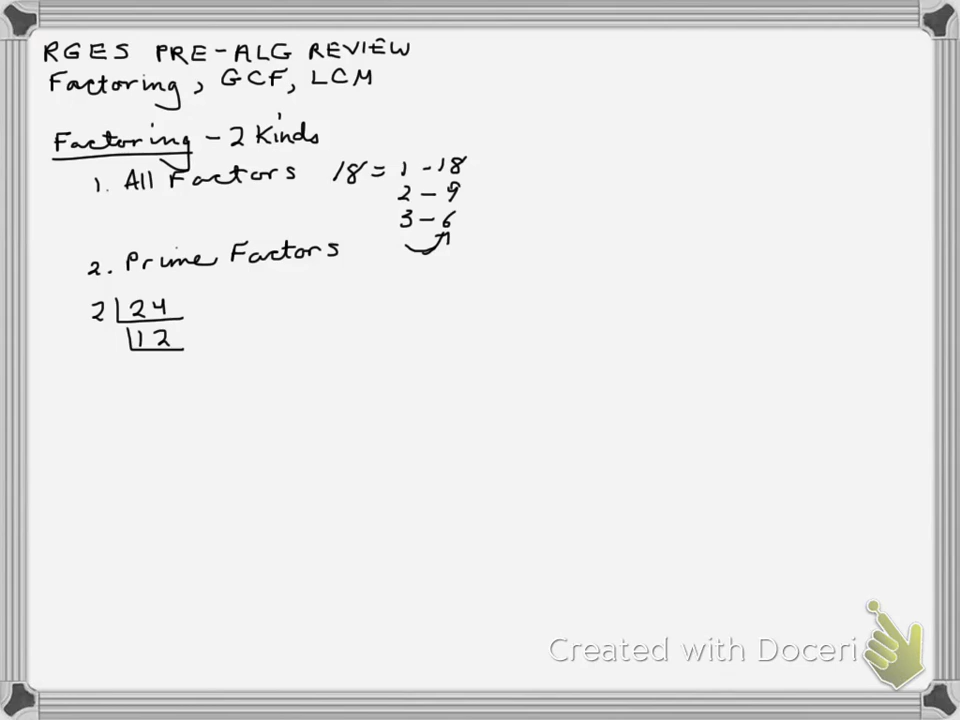 RGES PRE-ALG REVIEW
Factoring, GCF, LCM
Factoring - 2 Kinds
1. All Factors 18 = 1 - 18
2 - 9
3 - 6
2. Prime Factors
2 24
12
Created with Doceri